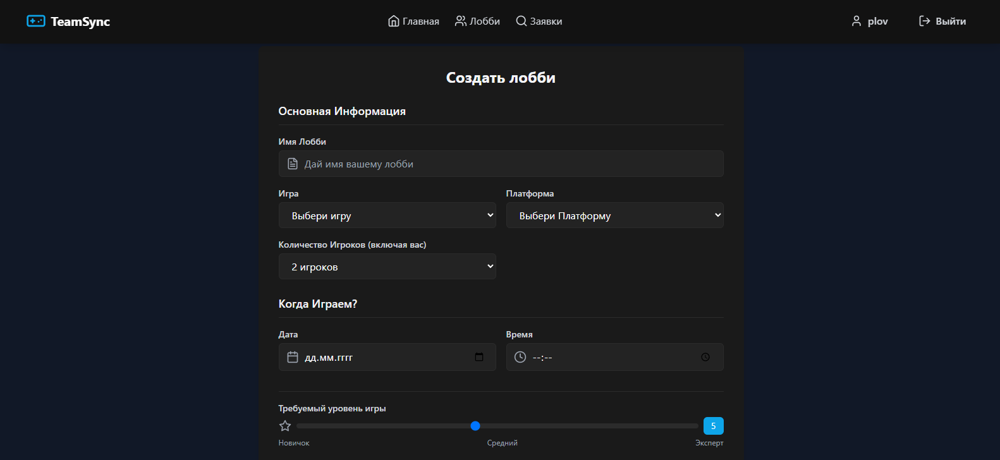 TeamSync Главная Лобби Заявки plov Выйти
Создать лобби
Основная Информация
Имя Лобби
Дай имя вашему лобби
Игра Платформа
Выбери игру Выбери Платформу
Количество Игроков (включая вас)
2 игроков
Когда Играем?
Дата Время
дд.мм.гггг --:--
Требуемый уровень игры
5
Новичок Средний Эксперт